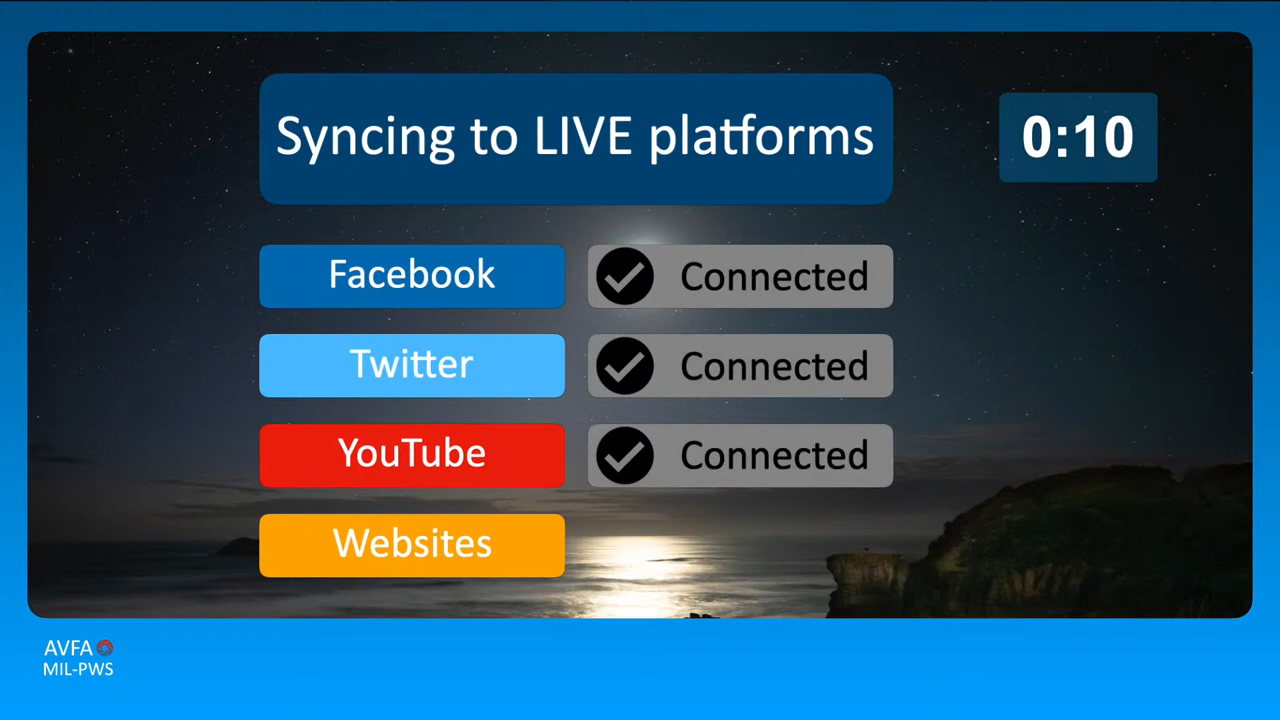 Syncing to LIVE platforms
0:10
Facebook
Connected
Twitter
Connected
YouTube
Connected
Websites
AVFA
MIL-PWS